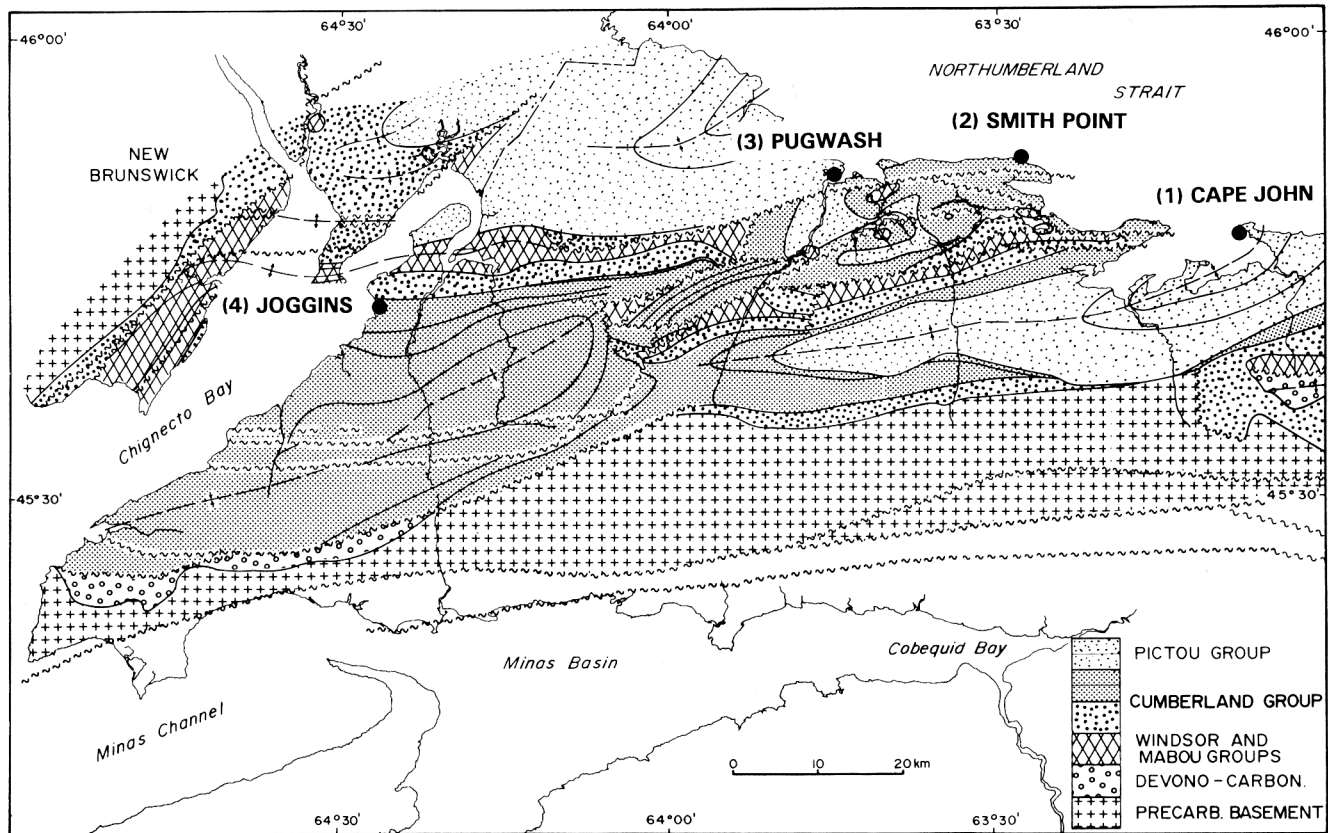 64°30'
64°00'
63°30'
46°00'
46°00'
NORTHUMBERLAND
STRAIT
(2) SMITH POINT
(3) PUGWASH
NEW
BRUNSWICK
(1) CAPE JOHN
(4) JOGGINS
Chignecto Bay
45°30'
45°30'
Minas Basin
Cobequid Bay
Minas Channel
0 10 20 km
PICTOU GROUP
CUMBERLAND GROUP
WINDSOR AND
MABOU GROUPS
DEVONO-CARBON.
PRECARB. BASEMENT
64°30'
64°00'
63°30'